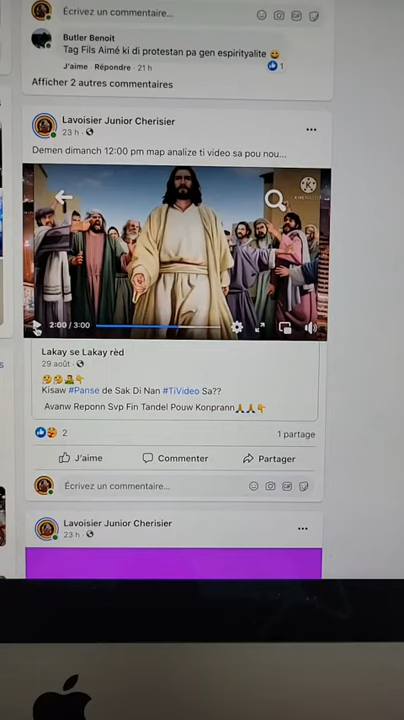 Écrivez un commentaire...
Butler Benoit
Tag Fils Aimé ki di protestan pa gen espirityalite 😄
J'aime Répondre · 21 h
1
Afficher 2 autres commentaires
Lavoisier Junior Cherisier
23 h ·
Demen dimanch 12:00 pm map analize ti video sa pou nou...
2:00 / 3:00
Lakay se Lakay rèd
29 août ·
🤔🤔🤦‍♂️👇
Kisaw #Panse de Sak Di Nan #TiVideo Sa??
Avanw Reponn Svp Fin Tandel Pouw Konprann🙏🙏👇
2
1 partage
J'aime
Commenter
Partager
Écrivez un commentaire...
Lavoisier Junior Cherisier
23 h ·